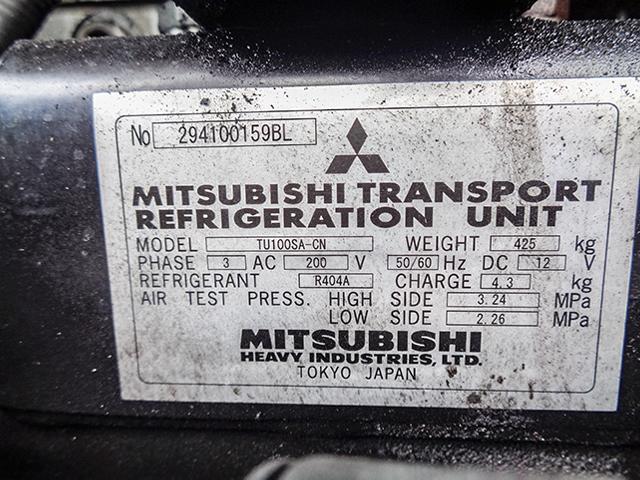 No 294100159BL
MITSUBISHI TRANSPORT
REFRIGERATION UNIT
MODEL TU100SA-CN WEIGHT 425 kg
PHASE 3 AC 200 V 50/60 Hz DC 12 V
REFRIGERANT R404A CHARGE 4.3 kg
AIR TEST PRESS. HIGH SIDE 3.24 MPa
LOW SIDE 2.26 MPa
MITSUBISHI
HEAVY INDUSTRIES, LTD.
TOKYO JAPAN